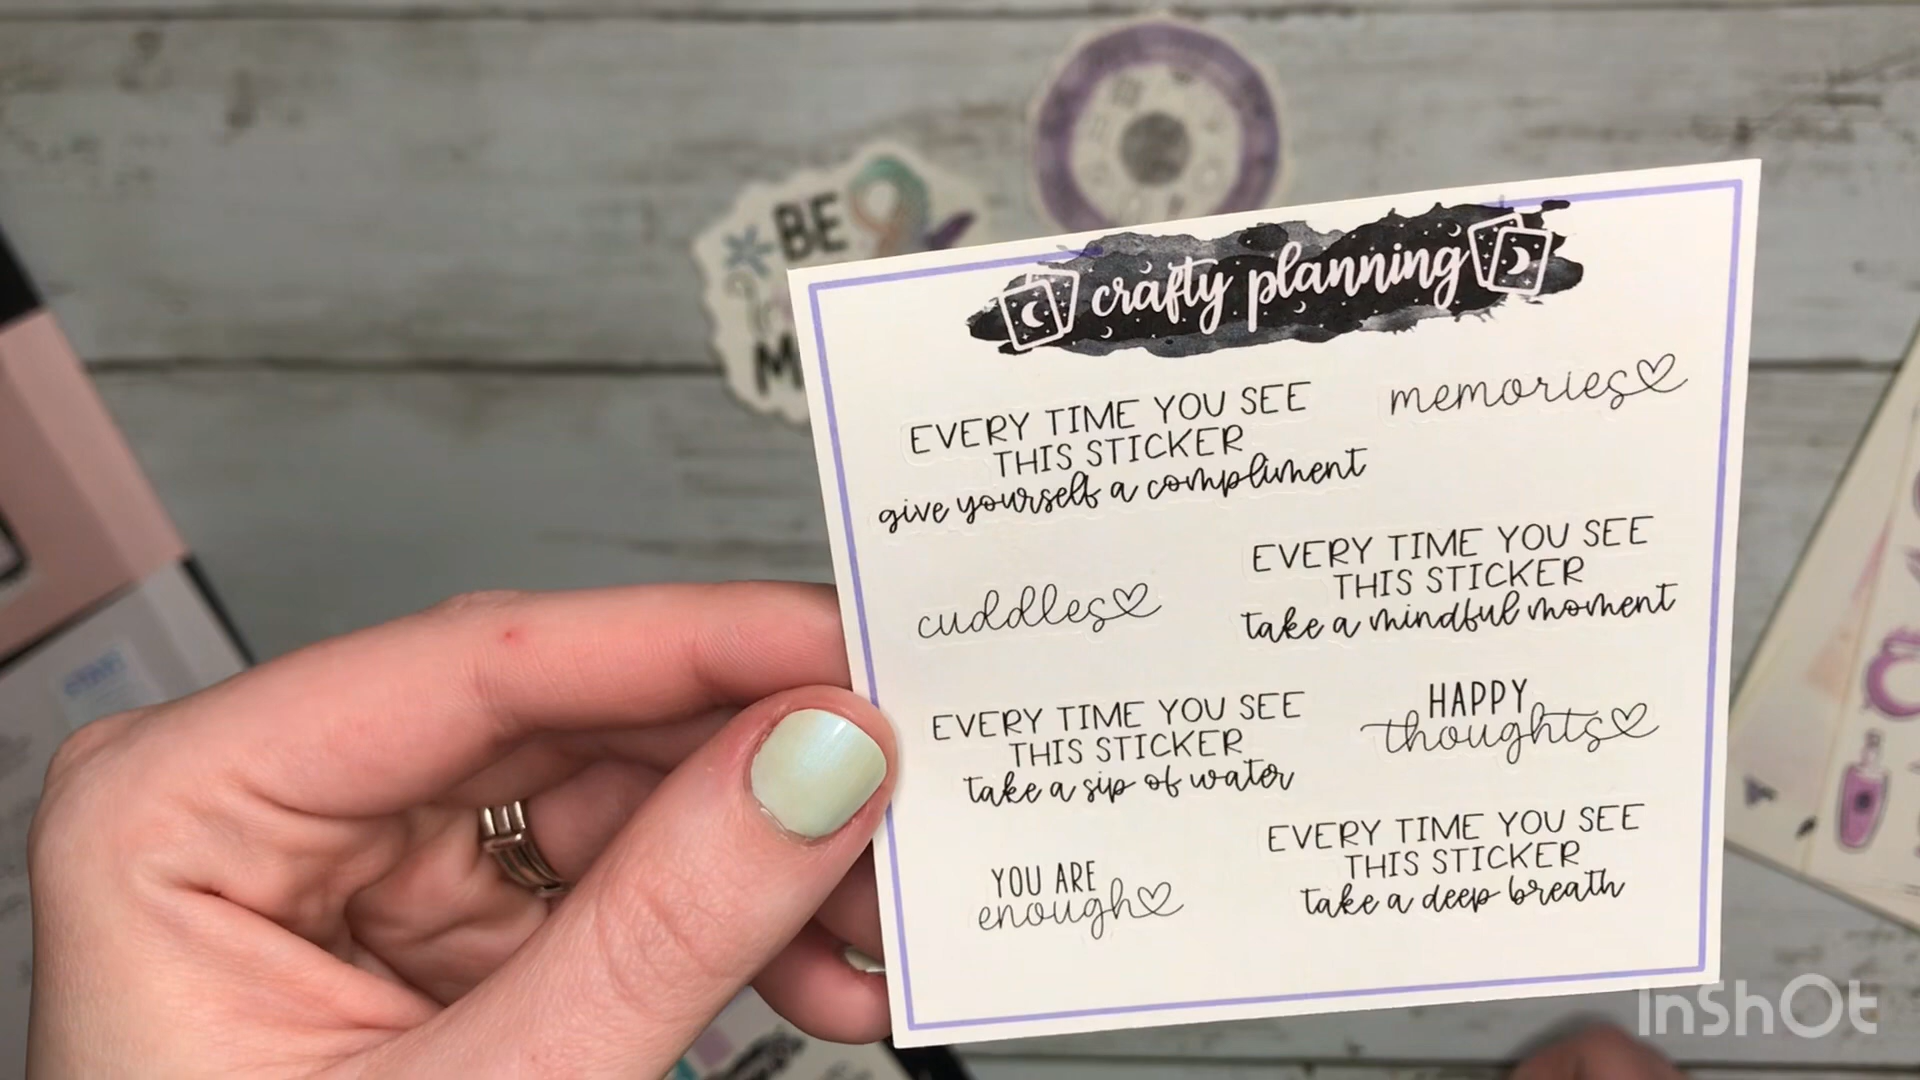 BE
M
crafty planning
EVERY TIME YOU SEE
THIS STICKER
give yourself a compliment
memories
cuddles
EVERY TIME YOU SEE
THIS STICKER
take a mindful moment
EVERY TIME YOU SEE
THIS STICKER
take a sip of water
HAPPY
thoughts
YOU ARE
enough
EVERY TIME YOU SEE
THIS STICKER
take a deep breath
InShOt